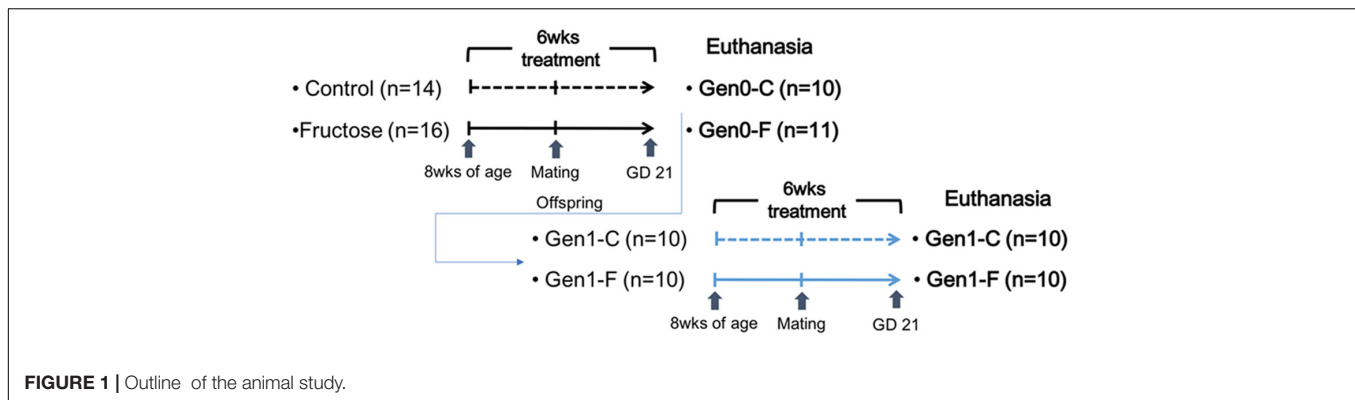 6wks
treatment
Euthanasia
• Control (n=14)
• Gen0-C (n=10)
•Fructose (n=16)
• Gen0-F (n=11)
8wks of age
Mating
GD 21
Offspring
6wks
treatment
Euthanasia
• Gen1-C (n=10)
• Gen1-C (n=10)
• Gen1-F (n=10)
• Gen1-F (n=10)
8wks of age
Mating
GD 21
FIGURE 1 | Outline of the animal study.